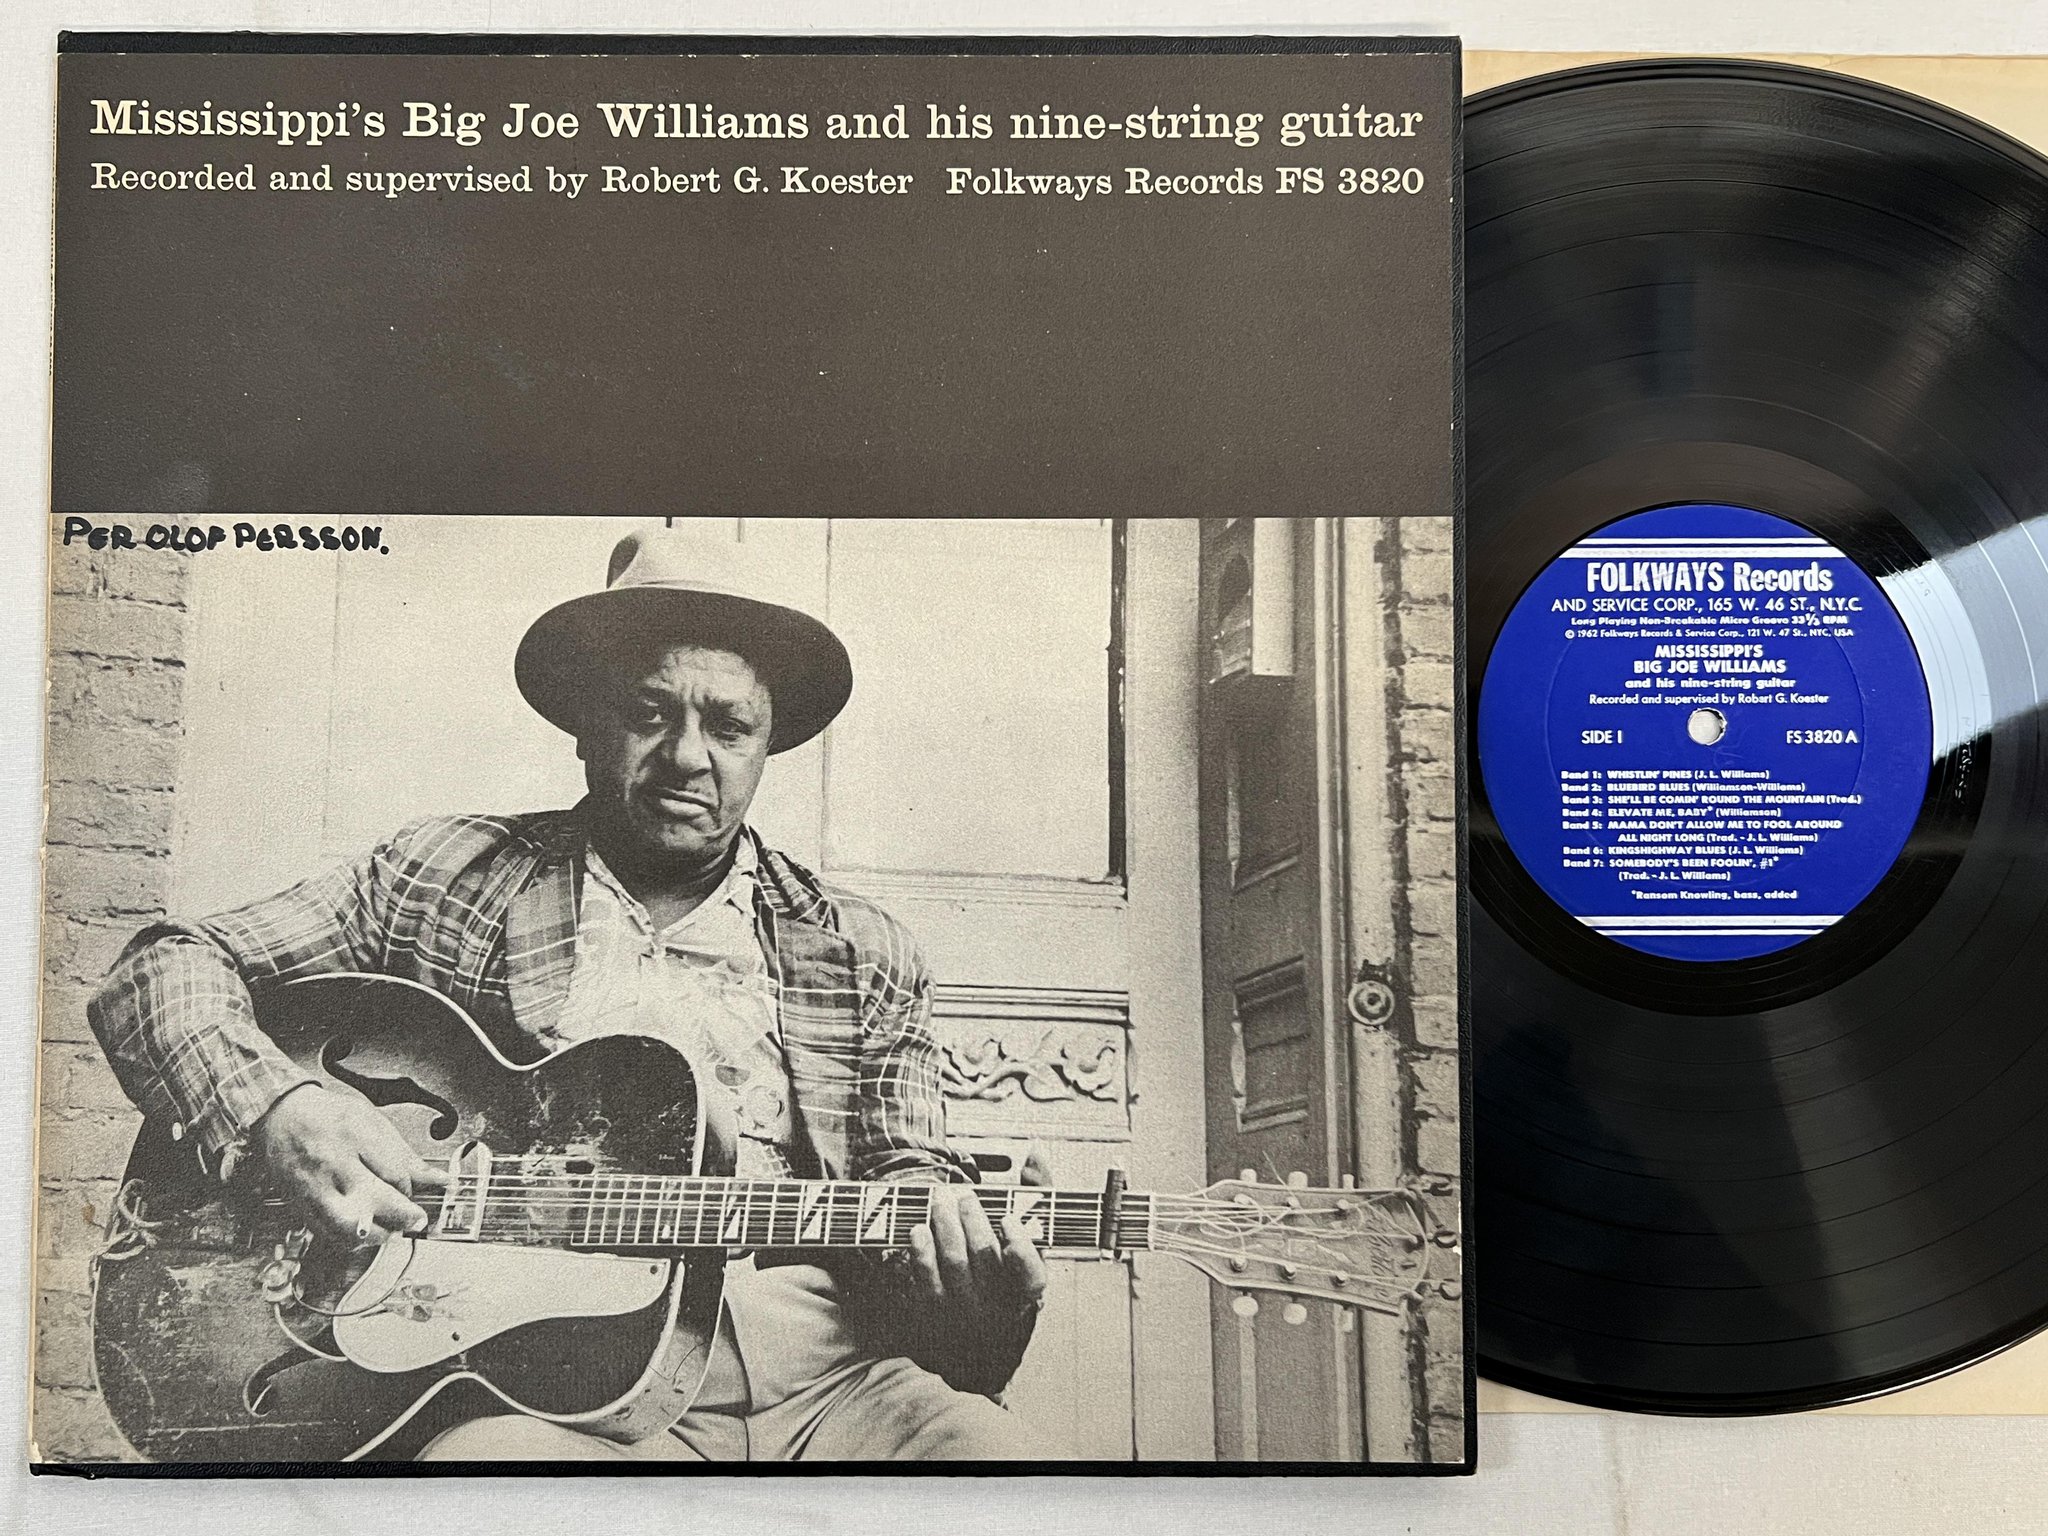 Mississippi's Big Joe Williams and his nine-string guitar
Recorded and supervised by Robert G. Koester Folkways Records FS 3820
PER OLOF PERSSON.
FOLKWAYS Records
AND SERVICE CORP., 165 W. 46 ST., N.Y.C.
Long Playing Non-Breakable Micro Groove 33⅓ RPM
© 1962 Folkways Records & Service Corp., 121 W. 47 St., NYC, USA
MISSISSIPPI'S
BIG JOE WILLIAMS
and his nine-string guitar
Recorded and supervised by Robert G. Koester
SIDE I FS 3820 A
Band 1: WHISTLIN' PINES (J. L. Williams)
Band 2: BLUEBIRD BLUES (Williamson-Williams)
Band 3: SHE'LL BE COMIN' ROUND THE MOUNTAIN (Trad.)
Band 4: ELEVATE ME, BABY* (Williamson)
Band 5: MAMA DON'T ALLOW ME TO FOOL AROUND
ALL NIGHT LONG (Trad. - J. L. Williams)
Band 6: KINGSHIGHWAY BLUES (J. L. Williams)
Band 7: SOMEBODY'S BEEN FOOLIN', #1*
(Trad. - J. L. Williams)
*Ransom Knowling, bass, added